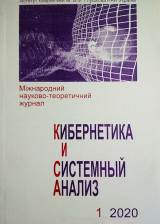 Міжнародний
науково-теоретичний
журнал
КИБЕРНЕТИКА
И СИСТЕМНЫЙ
АНАЛИЗ
1 2020